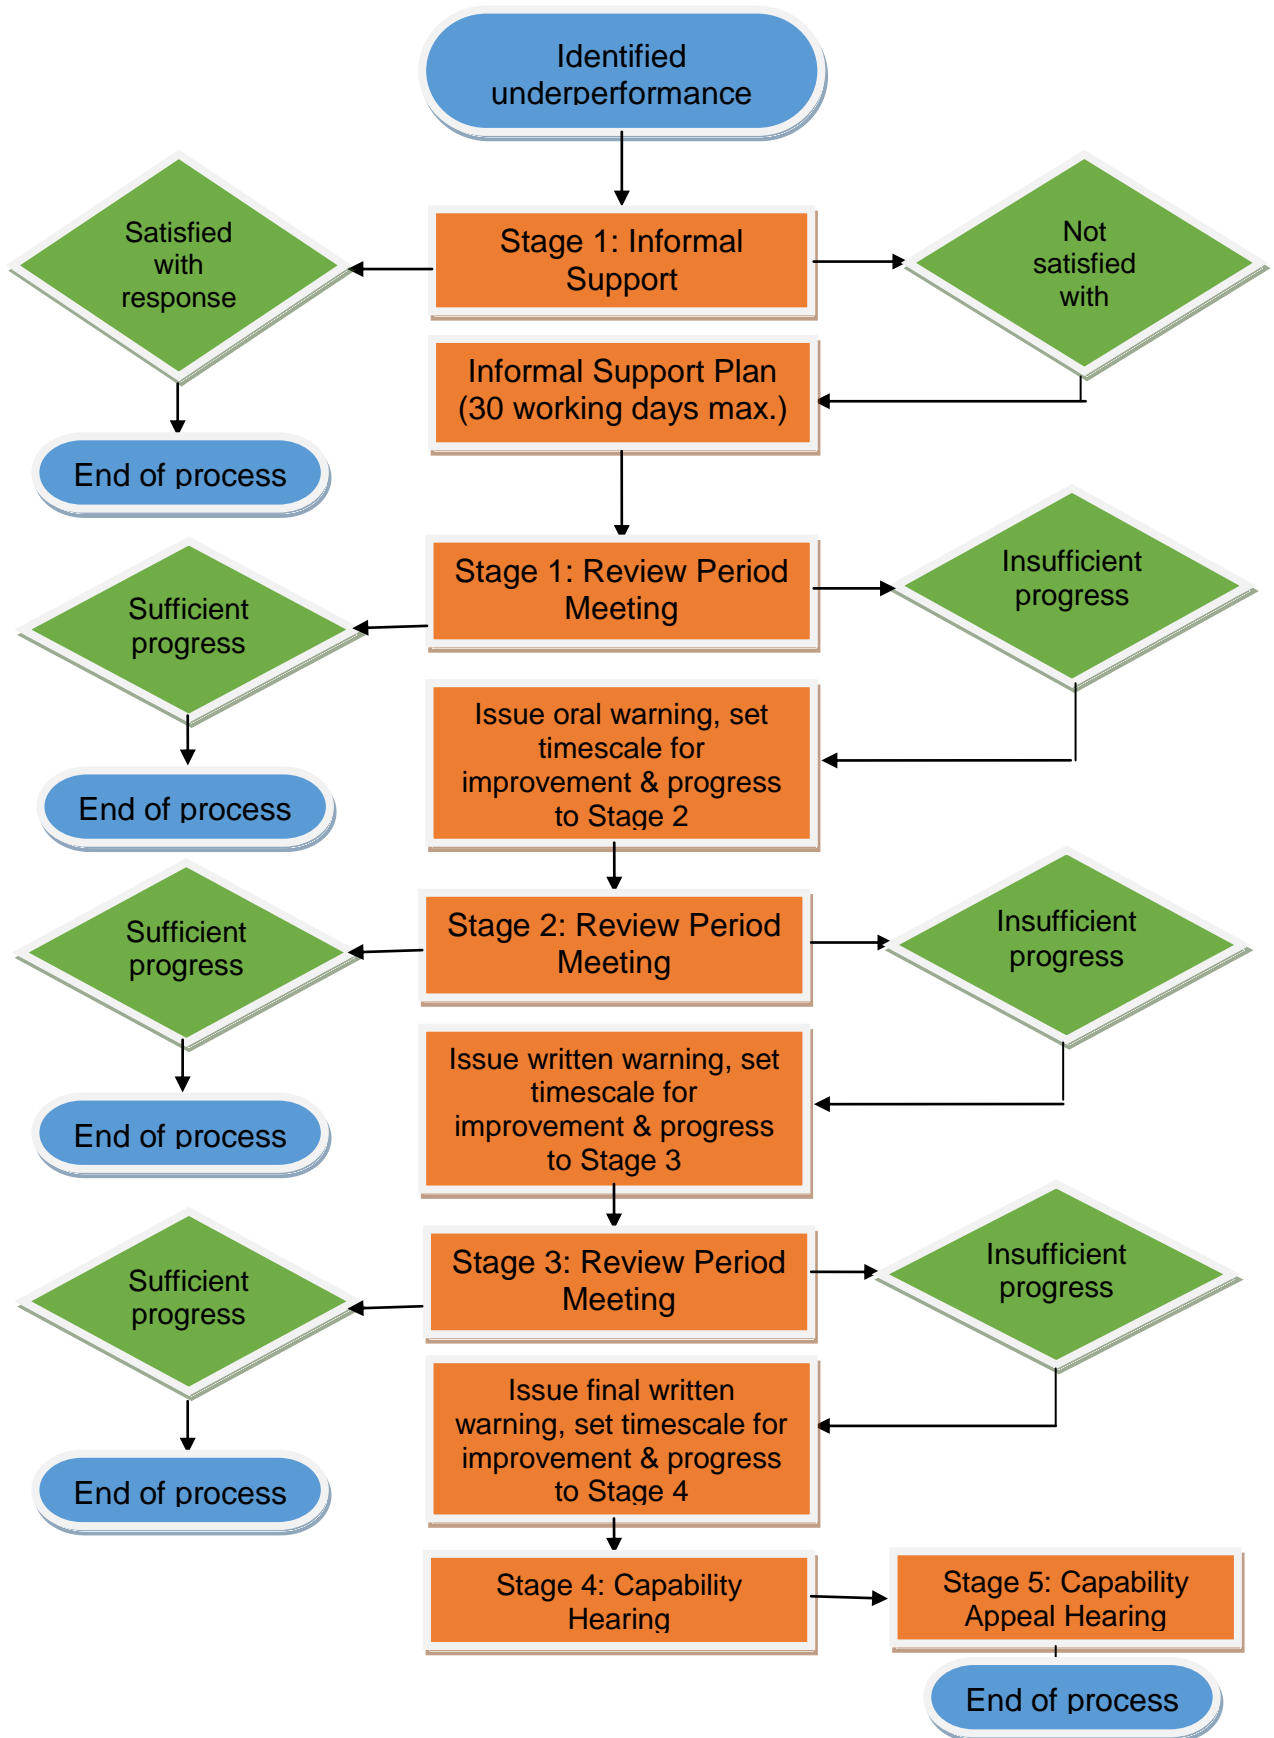 Identified
underperformance
Satisfied
with
response
Stage 1: Informal
Support
Not
satisfied
with
Informal Support Plan
(30 working days max.)
End of process
Stage 1: Review Period
Meeting
Insufficient
progress
Sufficient
progress
Issue oral warning, set
timescale for
improvement & progress
to Stage 2
End of process
Stage 2: Review Period
Meeting
Insufficient
progress
Sufficient
progress
Issue written warning, set
timescale for
improvement & progress
to Stage 3
End of process
Stage 3: Review Period
Meeting
Insufficient
progress
Sufficient
progress
Issue final written
warning, set timescale for
improvement & progress
to Stage 4
End of process
Stage 4: Capability
Hearing
Stage 5: Capability
Appeal Hearing
End of process